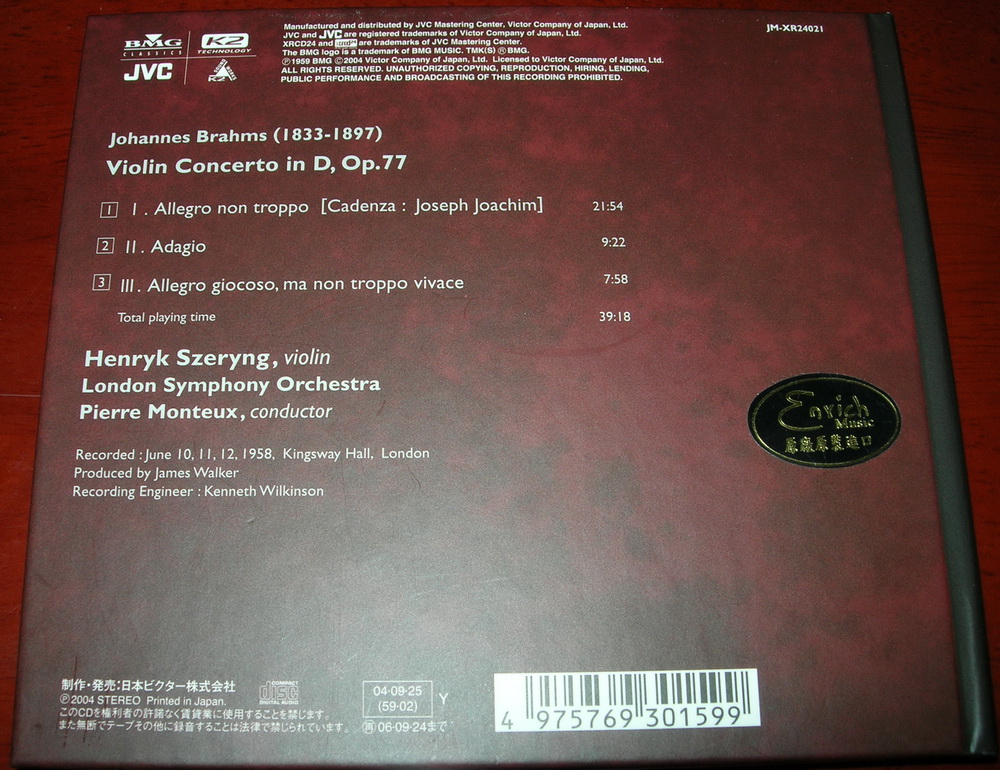 BMG
CLASSICS
K2
TECHNOLOGY
JVC
Manufactured and distributed by JVC Mastering Center, Victor Company of Japan, Ltd.
JVC and JVC are registered trademarks of Victor Company of Japan, Ltd.
XRCD24 and are trademarks of JVC Mastering Center.
The BMG logo is a trademark of BMG MUSIC. TMK(S) ® BMG.
Ⓟ1959 BMG ©2004 Victor Company of Japan, Ltd. Licensed to Victor Company of Japan, Ltd.
ALL RIGHTS RESERVED. UNAUTHORIZED COPYING, REPRODUCTION, HIRING, LENDING,
PUBLIC PERFORMANCE AND BROADCASTING OF THIS RECORDING PROHIBITED.
JM-XR24021
Johannes Brahms (1833-1897)
Violin Concerto in D, Op.77
1 I. Allegro non troppo [Cadenza : Joseph Joachim] 21:54
2 II. Adagio 9:22
3 III. Allegro giocoso, ma non troppo vivace 7:58
Total playing time 39:18
Henryk Szeryng, violin
London Symphony Orchestra
Pierre Monteux, conductor
Enrich
Music
原廠原裝進口
Recorded : June 10, 11, 12, 1958, Kingsway Hall, London
Produced by James Walker
Recording Engineer : Kenneth Wilkinson
制作・発売:日本ビクター株式会社
Ⓟ2004 STEREO Printed in Japan.
このCDを権利者の許諾なく賃貸業に使用することを禁じます。
また無断でテープその他に録音することは法律で禁じられています。
COMPACT
disc
DIGITAL AUDIO
04·09·25
(59·02)
Y
06·09·24まで
4 975769 301599